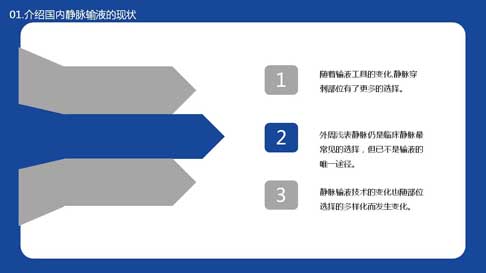 01.介绍国内静脉输液的现状
1
随着输液工具的变化,静脉穿
刺部位有了更多的选择。
2
外周浅表静脉仍是临床静脉最
常见的选择，但已不是输液的
唯一途径。
3
静脉输液技术的变化也随部位
选择的多样化而发生变化。